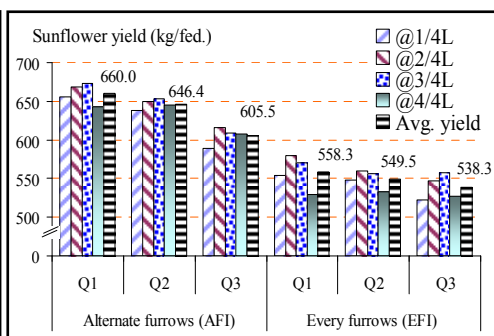 Sunflower yield (kg/fed.)
@1/4L
@2/4L
@3/4L
@4/4L
Avg. yield
700
650
600
550
500
0
660.0
646.4
605.5
558.3
549.5
538.3
Q1 Q2 Q3 Q1 Q2 Q3
Alternate furrows (AFI) Every furrows (EFI)